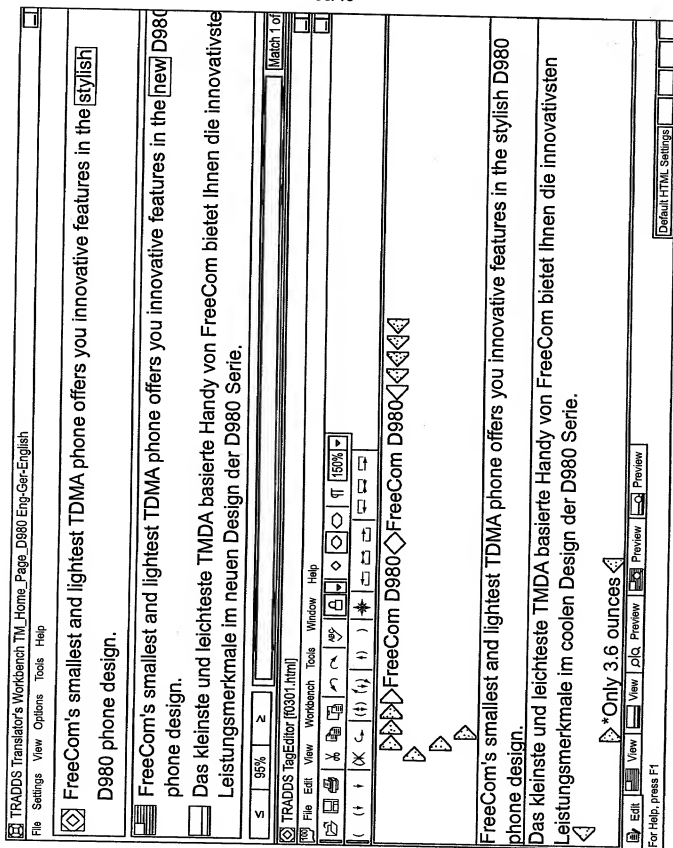 TRADDS Translator's Workbench TM_Home_Page_D980 Eng-Ger-English
File Settings View Options Tools Help
FreeCom's smallest and lightest TDMA phone offers you innovative features in the stylish
D980 phone design.
FreeCom's smallest and lightest TDMA phone offers you innovative features in the new D980
phone design.
Das kleinste und leichteste TMDA basierte Handy von FreeCom bietet Ihnen die innovativste
Leistungsmerkmale im neuen Design der D980 Serie.
≤ 95% ≥ Match 1 of
TRADDS TagEditor [f0301.html]
File Edit View Workbench Tools Window Help
ABC ¶ 150%
FreeCom D980 FreeCom D980
FreeCom's smallest and lightest TDMA phone offers you innovative features in the stylish D980
phone design.
Das kleinste und leichteste TMDA basierte Handy von FreeCom bietet Ihnen die innovativsten
Leistungsmerkmale im coolen Design der D980 Serie.
*Only 3.6 ounces
Edit View View Preview Preview Preview
For Help, press F1 Default HTML Settings